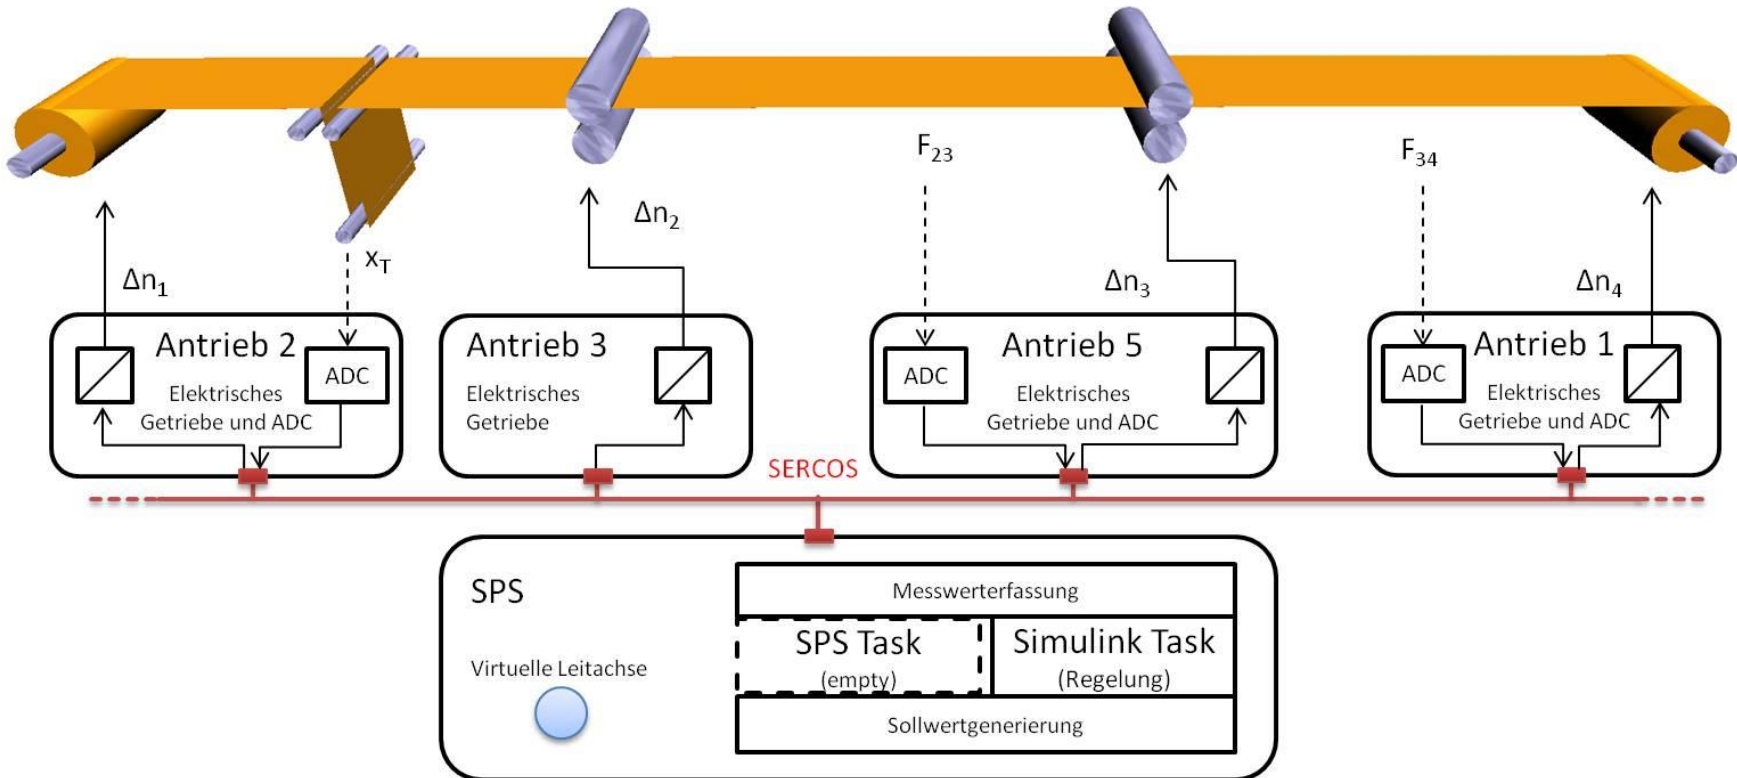 F₂₃
F₃₄
Δn₂
x_T
Δn₁
Δn₃
Δn₄
Antrieb 2
ADC
Elektrisches
Getriebe und ADC
Antrieb 3
Elektrisches
Getriebe
Antrieb 5
ADC
Elektrisches
Getriebe und ADC
Antrieb 1
ADC
Elektrisches
Getriebe und ADC
SERCOS
SPS
Virtuelle Leitachse
Messwerterfassung
SPS Task
(empty)
Simulink Task
(Regelung)
Sollwertgenerierung